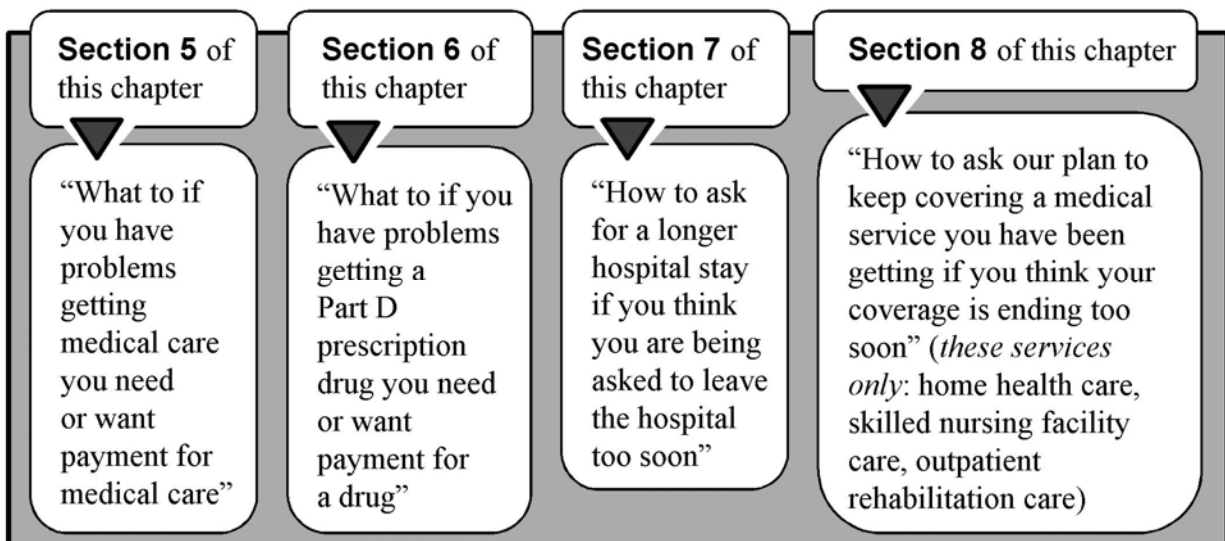 Section 5 of
this chapter
“What to if
you have
problems
getting
medical care
you need
or want
payment for
medical care”
Section 6 of
this chapter
“What to if you
have problems
getting a
Part D
prescription
drug you need
or want
payment for
a drug”
Section 7 of
this chapter
“How to ask
for a longer
hospital stay
if you think
you are being
asked to leave
the hospital
too soon”
Section 8 of this chapter
“How to ask our plan to
keep covering a medical
service you have been
getting if you think your
coverage is ending too
soon” (these services
only: home health care,
skilled nursing facility
care, outpatient
rehabilitation care)